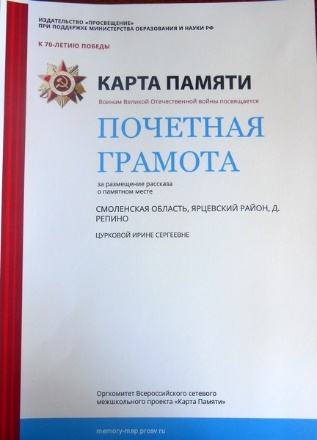 ИЗДАТЕЛЬСТВО «ПРОСВЕЩЕНИЕ»
ПРИ ПОДДЕРЖКЕ МИНИСТЕРСТВА ОБРАЗОВАНИЯ И НАУКИ РФ
К 70-ЛЕТИЮ ПОБЕДЫ
КАРТА ПАМЯТИ
Воинам Великой Отечественной войны посвящается
ПОЧЕТНАЯ
ГРАМОТА
за размещение рассказа
о памятном месте
СМОЛЕНСКАЯ ОБЛАСТЬ, ЯРЦЕВСКИЙ РАЙОН, Д.
РЕПИНО
ЦУРКОВОЙ ИРИНЕ СЕРГЕЕВНЕ
Оргкомитет Всероссийского сетевого
межшкольного проекта «Карта Памяти»
memory-map.prosv.ru